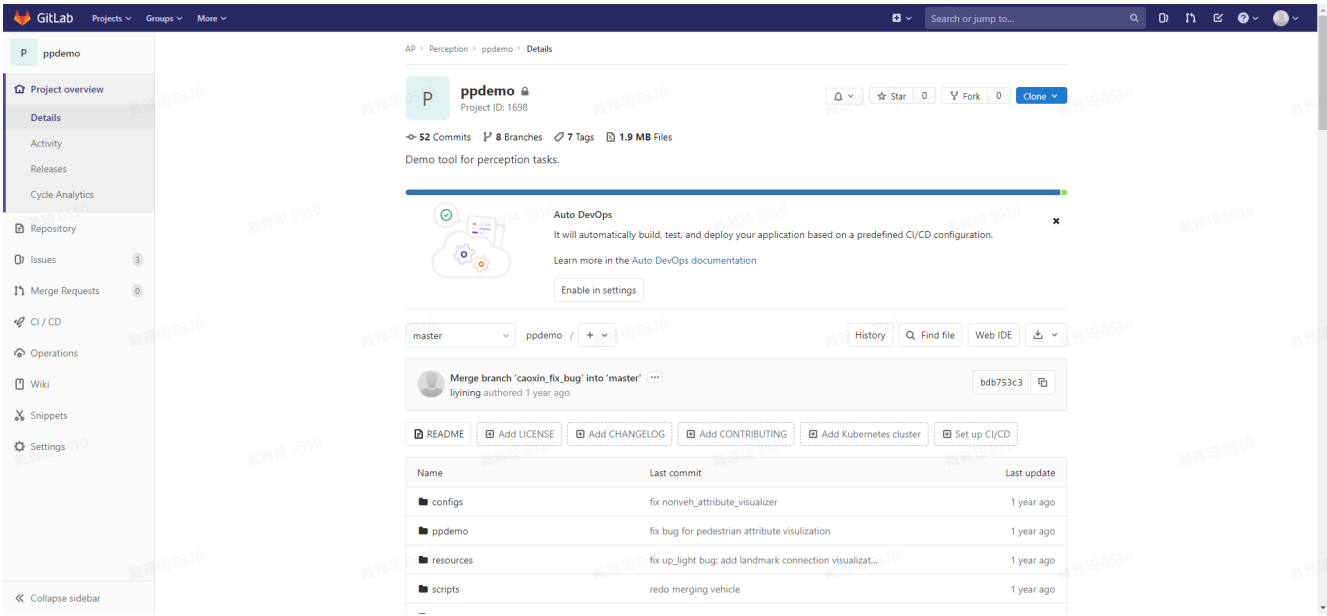 GitLab Projects Groups More Search or jump to...
P ppdemo
AP > Perception > ppdemo > Details
Project overview
Details
Activity
Releases
Cycle Analytics
Repository
Issues 3
Merge Requests 0
CI / CD
Operations
Wiki
Snippets
Settings
Collapse sidebar
P ppdemo
Project ID: 1698
Star 0 Fork 0 Clone
52 Commits 8 Branches 7 Tags 1.9 MB Files
Demo tool for perception tasks.
Auto DevOps
It will automatically build, test, and deploy your application based on a predefined CI/CD configuration.
Learn more in the Auto DevOps documentation
Enable in settings
master ppdemo / + History Find file Web IDE
Merge branch 'caoxin_fix_bug' into 'master' ...
liyining authored 1 year ago
bdb753c3
README Add LICENSE Add CHANGELOG Add CONTRIBUTING Add Kubernetes cluster Set up CI/CD
Name Last commit Last update
configs fix nonveh_attribute_visualizer 1 year ago
ppdemo fix bug for pedestrian attribute visulization 1 year ago
resources fix up_light bug; add landmark connection visualizat... 1 year ago
scripts redo merging vehicle 1 year ago